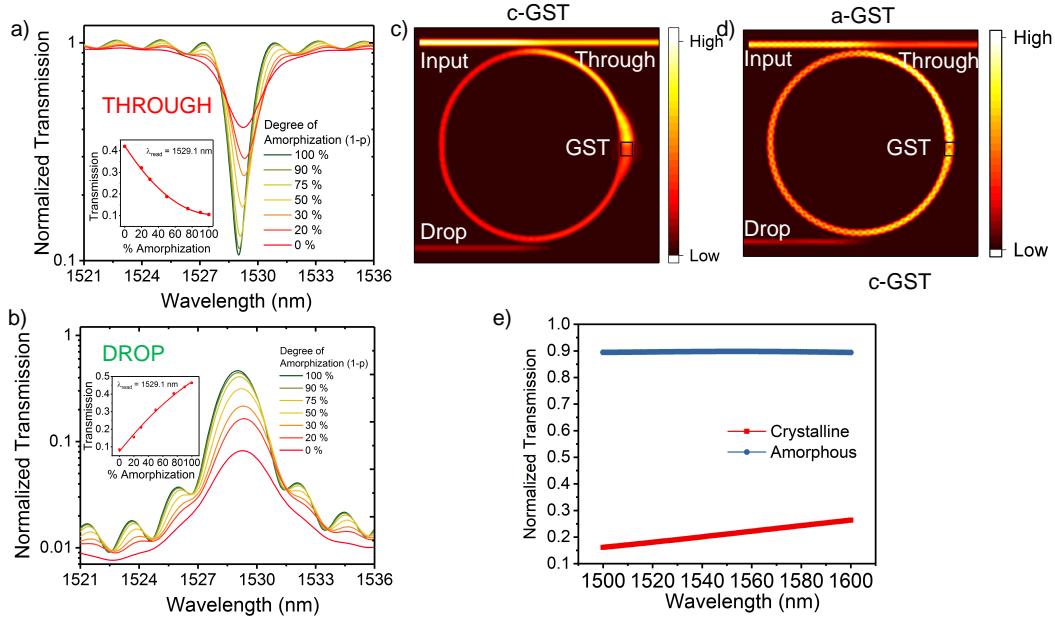 a)
THROUGH
Normalized Transmission
1
0.1
1521
1524
1527
1530
1533
1536
Wavelength (nm)
Degree of
Amorphization (1-p)
100 %
90 %
75 %
50 %
30 %
20 %
0 %
λread = 1529.1 nm
Transmission
0.4
0.3
0.2
0.1
0 20 40 60 80 100
% Amorphization
b)
DROP
Normalized Transmission
1
0.1
0.01
1521
1524
1527
1530
1533
1536
Wavelength (nm)
Degree of
Amorphization (1-p)
100 %
90 %
75 %
50 %
30 %
20 %
0 %
λread = 1529.1 nm
Transmission
0.5
0.4
0.3
0.2
0.1
0.0
0 20 40 60 80 100
% Amorphization
c)
c-GST
Input
Through
GST
Drop
High
Low
d)
a-GST
Input
Through
GST
Drop
High
Low
c-GST
e)
Normalized Transmission
1.0
0.9
0.8
0.7
0.6
0.5
0.4
0.3
0.2
0.1
Crystalline
Amorphous
1500 1520 1540 1560 1580 1600
Wavelength (nm)